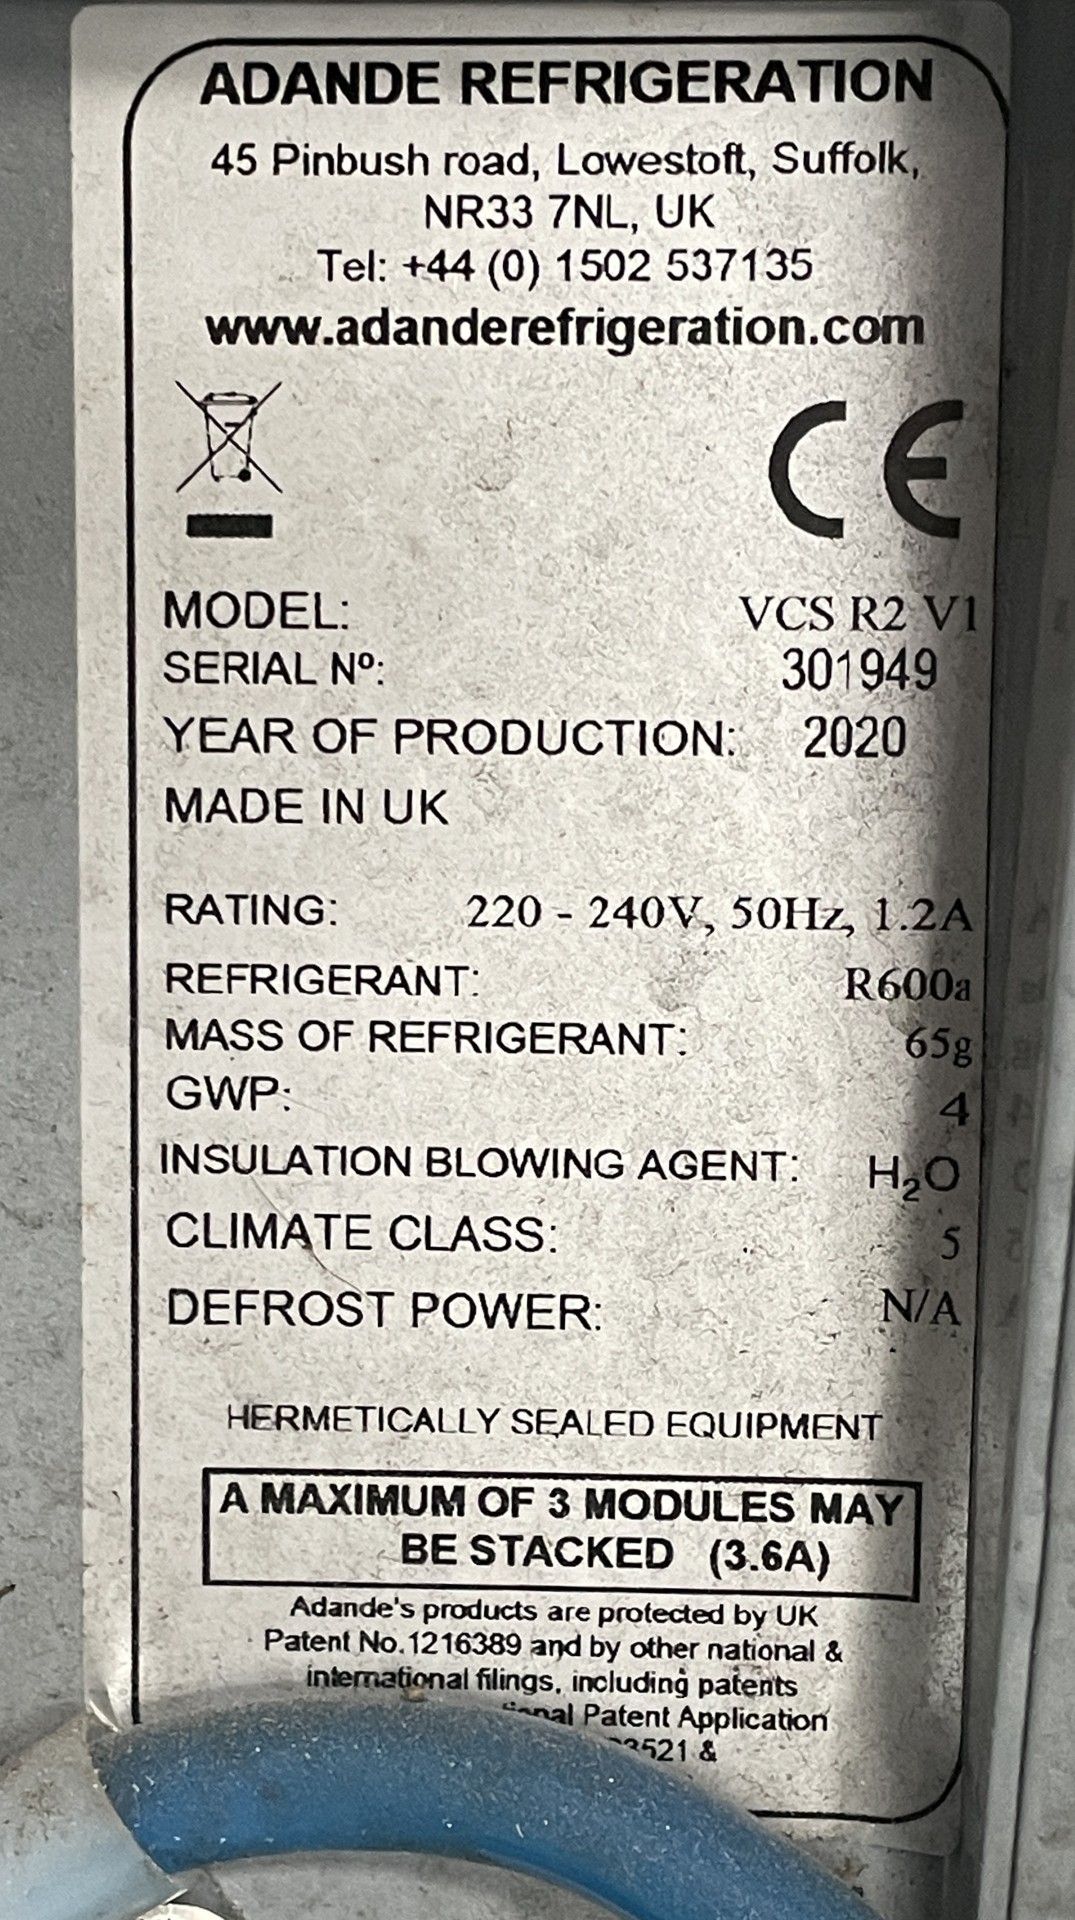 ADANDE REFRIGERATION
45 Pinbush road, Lowestoft, Suffolk,
NR33 7NL, UK
Tel: +44 (0) 1502 537135
www.adanderefrigeration.com
CE
MODEL: VCS R2 V1
SERIAL Nº: 301949
YEAR OF PRODUCTION: 2020
MADE IN UK
RATING: 220 - 240V, 50Hz, 1.2A
REFRIGERANT: R600a
MASS OF REFRIGERANT: 65g
GWP: 4
INSULATION BLOWING AGENT: H₂O
CLIMATE CLASS: 5
DEFROST POWER: N/A
HERMETICALLY SEALED EQUIPMENT
A MAXIMUM OF 3 MODULES MAY
BE STACKED (3.6A)
Adande's products are protected by UK
Patent No.1216389 and by other national &
international filings, including patents
Patent Application
&